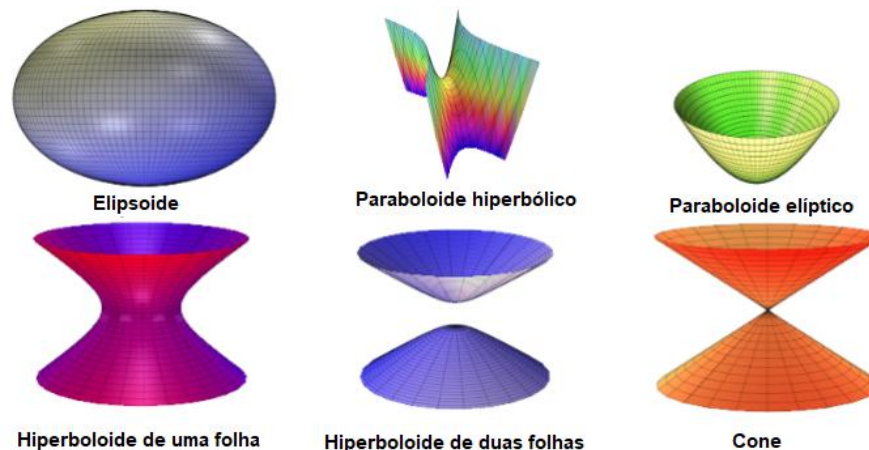 Elipsoide
Paraboloide hiperbólico
Paraboloide elíptico
Hiperboloide de uma folha
Hiperboloide de duas folhas
Cone